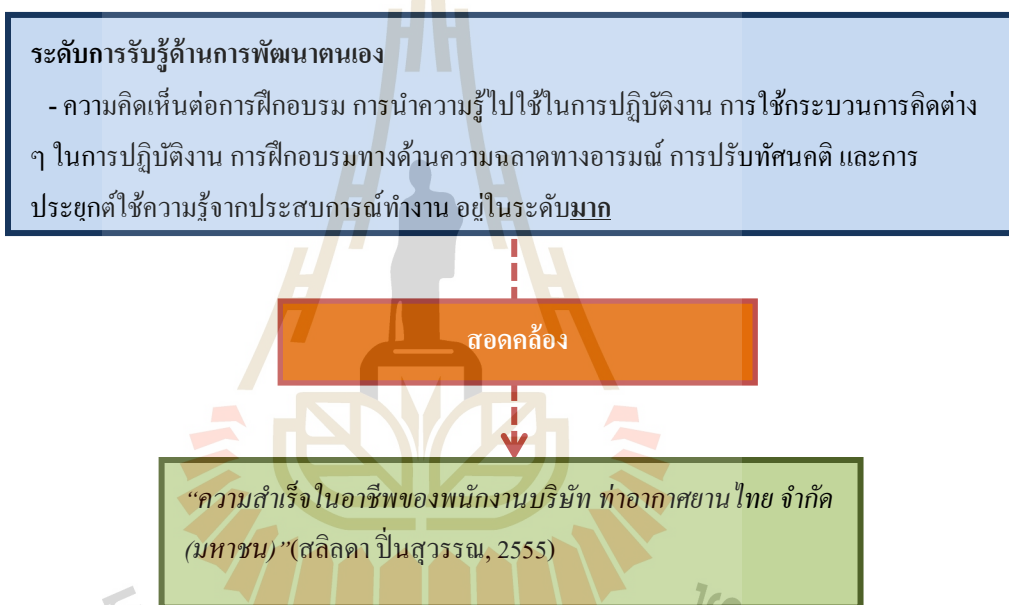 ระดับการรับรู้ด้านการพัฒนาตนเอง
- ความคิดเห็นต่อการฝึกอบรม การนำความรู้ไปใช้ในการปฏิบัติงาน การใช้กระบวนการคิดต่าง
ๆ ในการปฏิบัติงาน การฝึกอบรมทางด้านความฉลาดทางอารมณ์ การปรับทัศนคติ และการ
ประยุกต์ใช้ความรู้จากประสบการณ์ทำงาน อยู่ในระดับมาก
สอดคล้อง
“ความสำเร็จในอาชีพของพนักงานบริษัท ท่าอากาศยานไทย จำกัด
(มหาชน)”(สลิลดา ปิ่นสุวรรณ, 2555)